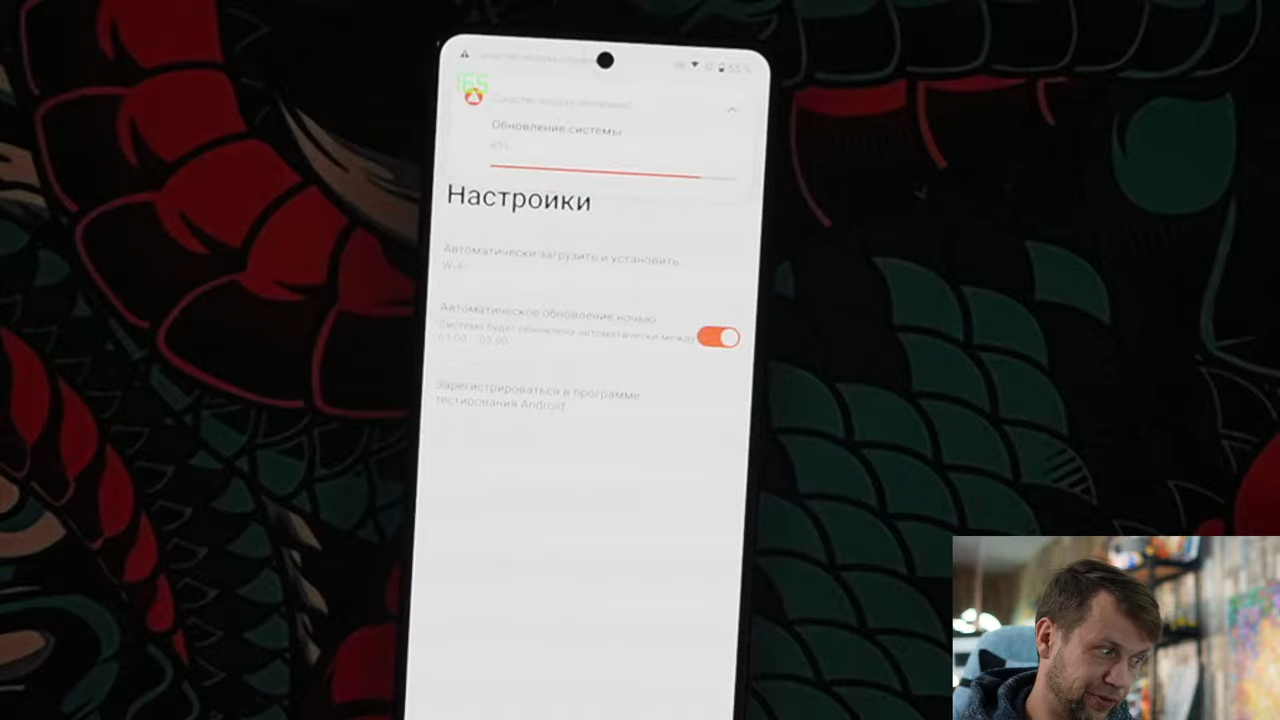 165
Обновление системы
Настройки
Автоматически загрузить и установить
Wi-Fi
Автоматическое обновление ночью
Система будет обновлена автоматически между
01:00 - 05:00
Зарегистрироваться в программе
тестирования Android